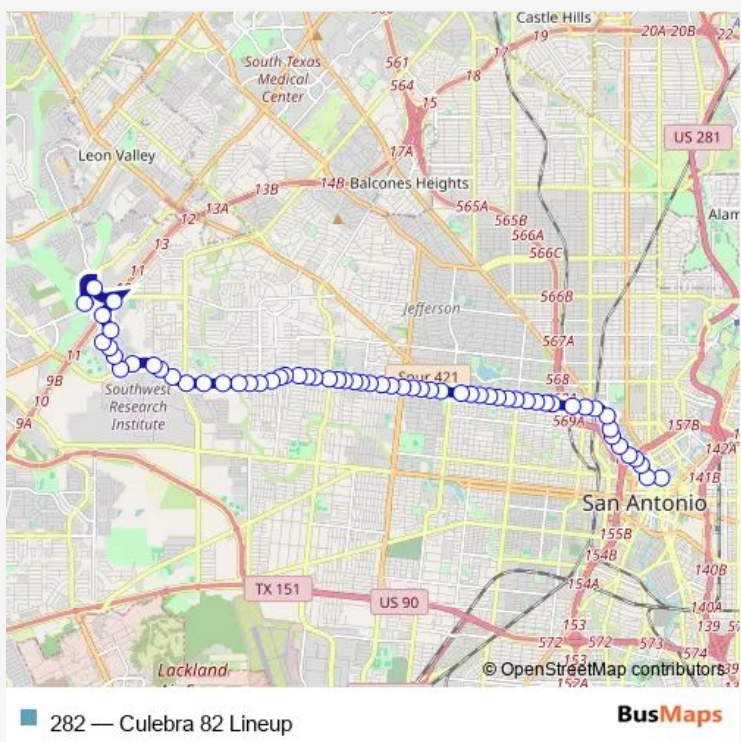 Castle Hills
20A 20B
22
19
17
18
561
564
South Texas
Medical
Center
15
US 281
17A
Leon Valley
14B
Balcones Heights
13B
13A
12
565A
565B
Alam
566A
13
566C
11
566B
Jefferson
567A
11
Spur 421
568
9B
Southwest
Research
Institute
10
569A
157B
9A
142A
141B
San Antonio
155B
154B
140B
TX 151
154A
US 90
140A
153
139
572
572
573
574
Lackland
153
© OpenStreetMap contributors
152A
282 — Culebra 82 Lineup
BusMaps